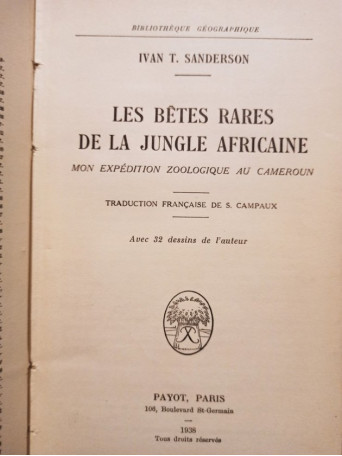 BIBLIOTHÈQUE GÉOGRAPHIQUE
IVAN T. SANDERSON
LES BÊTES RARES
DE LA JUNGLE AFRICAINE
MON EXPÉDITION ZOOLOGIQUE AU CAMEROUN
TRADUCTION FRANÇAISE DE S. CAMPAUX
Avec 32 dessins de l'auteur
PAYOT, PARIS
106, Boulevard St-Germain
1938
Tous droits réservés